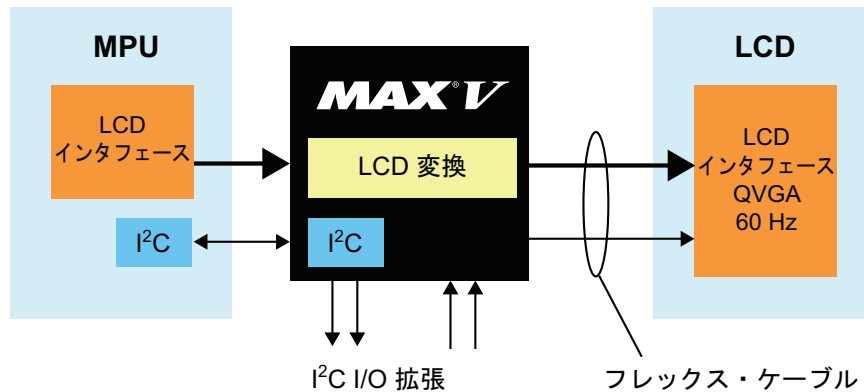 MPU
LCD
インタフェース
I²C
MAX® V
LCD 変換
I²C
LCD
LCD
インタフェース
QVGA
60 Hz
I²C I/O 拡張
フレックス・ケーブル